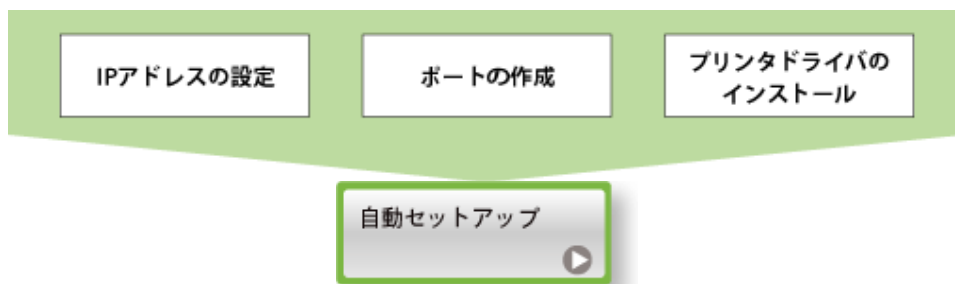 IPアドレスの設定
ポートの作成
プリンタドライバの
インストール
自動セットアップ